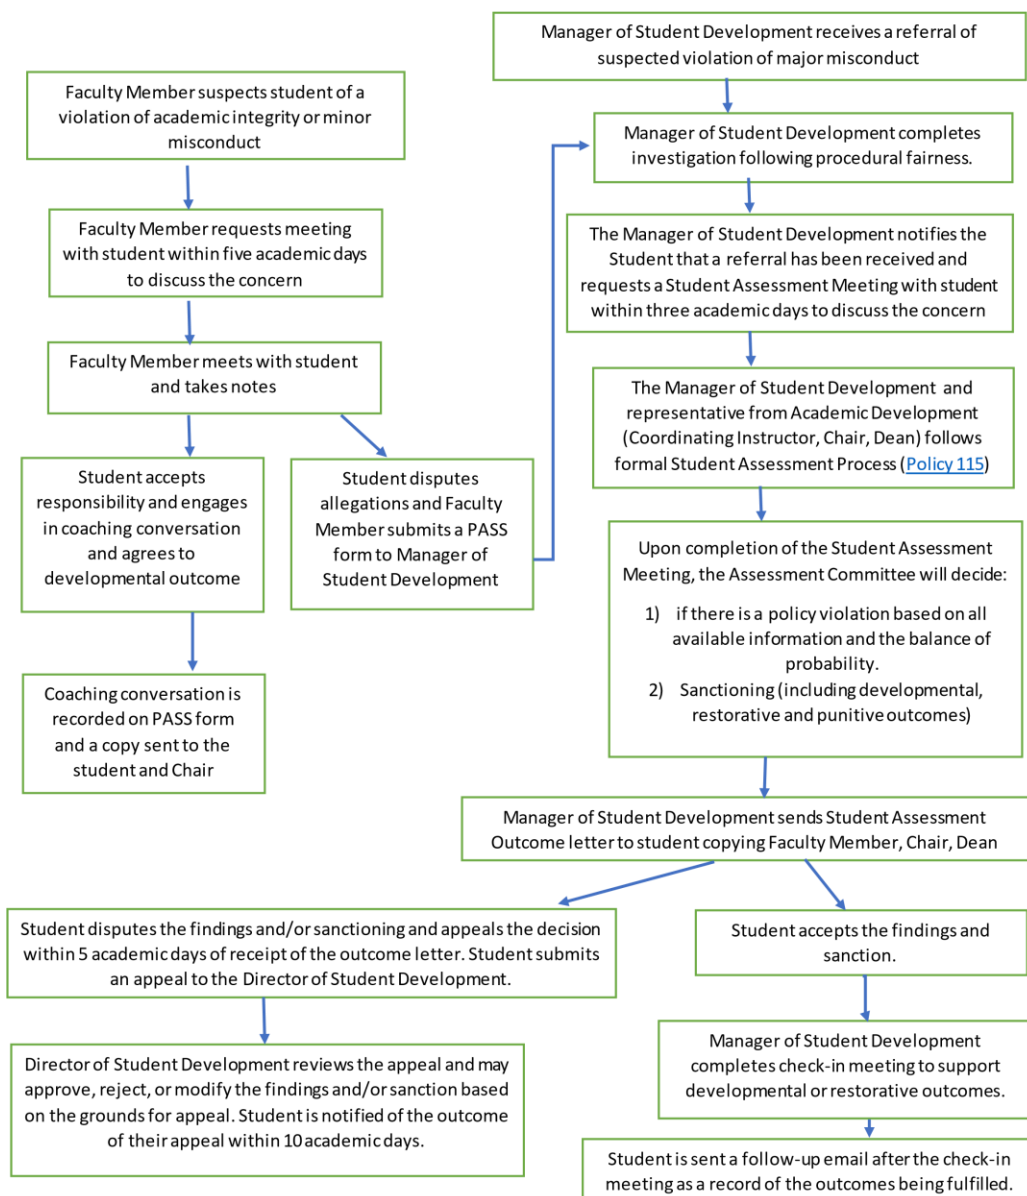 Manager of Student Development receives a referral of
suspected violation of major misconduct
Faculty Member suspects student of a
violation of academic integrity or minor
misconduct
Manager of Student Development completes
investigation following procedural fairness.
Faculty Member requests meeting
with student within five academic days
to discuss the concern
The Manager of Student Development notifies the
Student that a referral has been received and
requests a Student Assessment Meeting with student
within three academic days to discuss the concern
Faculty Member meets with student
and takes notes
The Manager of Student Development and
representative from Academic Development
(Coordinating Instructor, Chair, Dean) follows
formal Student Assessment Process (Policy 115)
Student accepts
responsibility and engages
in coaching conversation
and agrees to
developmental outcome
Student disputes
allegations and Faculty
Member submits a PASS
form to Manager of
Student Development
Upon completion of the Student Assessment
Meeting, the Assessment Committee will decide:
1) if there is a policy violation based on all
available information and the balance of
probability.
2) Sanctioning (including developmental,
restorative and punitive outcomes)
Coaching conversation is
recorded on PASS form
and a copy sent to the
student and Chair
Manager of Student Development sends Student Assessment
Outcome letter to student copying Faculty Member, Chair, Dean
Student disputes the findings and/or sanctioning and appeals the decision
within 5 academic days of receipt of the outcome letter. Student submits
an appeal to the Director of Student Development.
Student accepts the findings and
sanction.
Director of Student Development reviews the appeal and may
approve, reject, or modify the findings and/or sanction based
on the grounds for appeal. Student is notified of the outcome
of their appeal within 10 academic days.
Manager of Student Development
completes check-in meeting to support
developmental or restorative outcomes.
Student is sent a follow-up email after the check-in
meeting as a record of the outcomes being fulfilled.